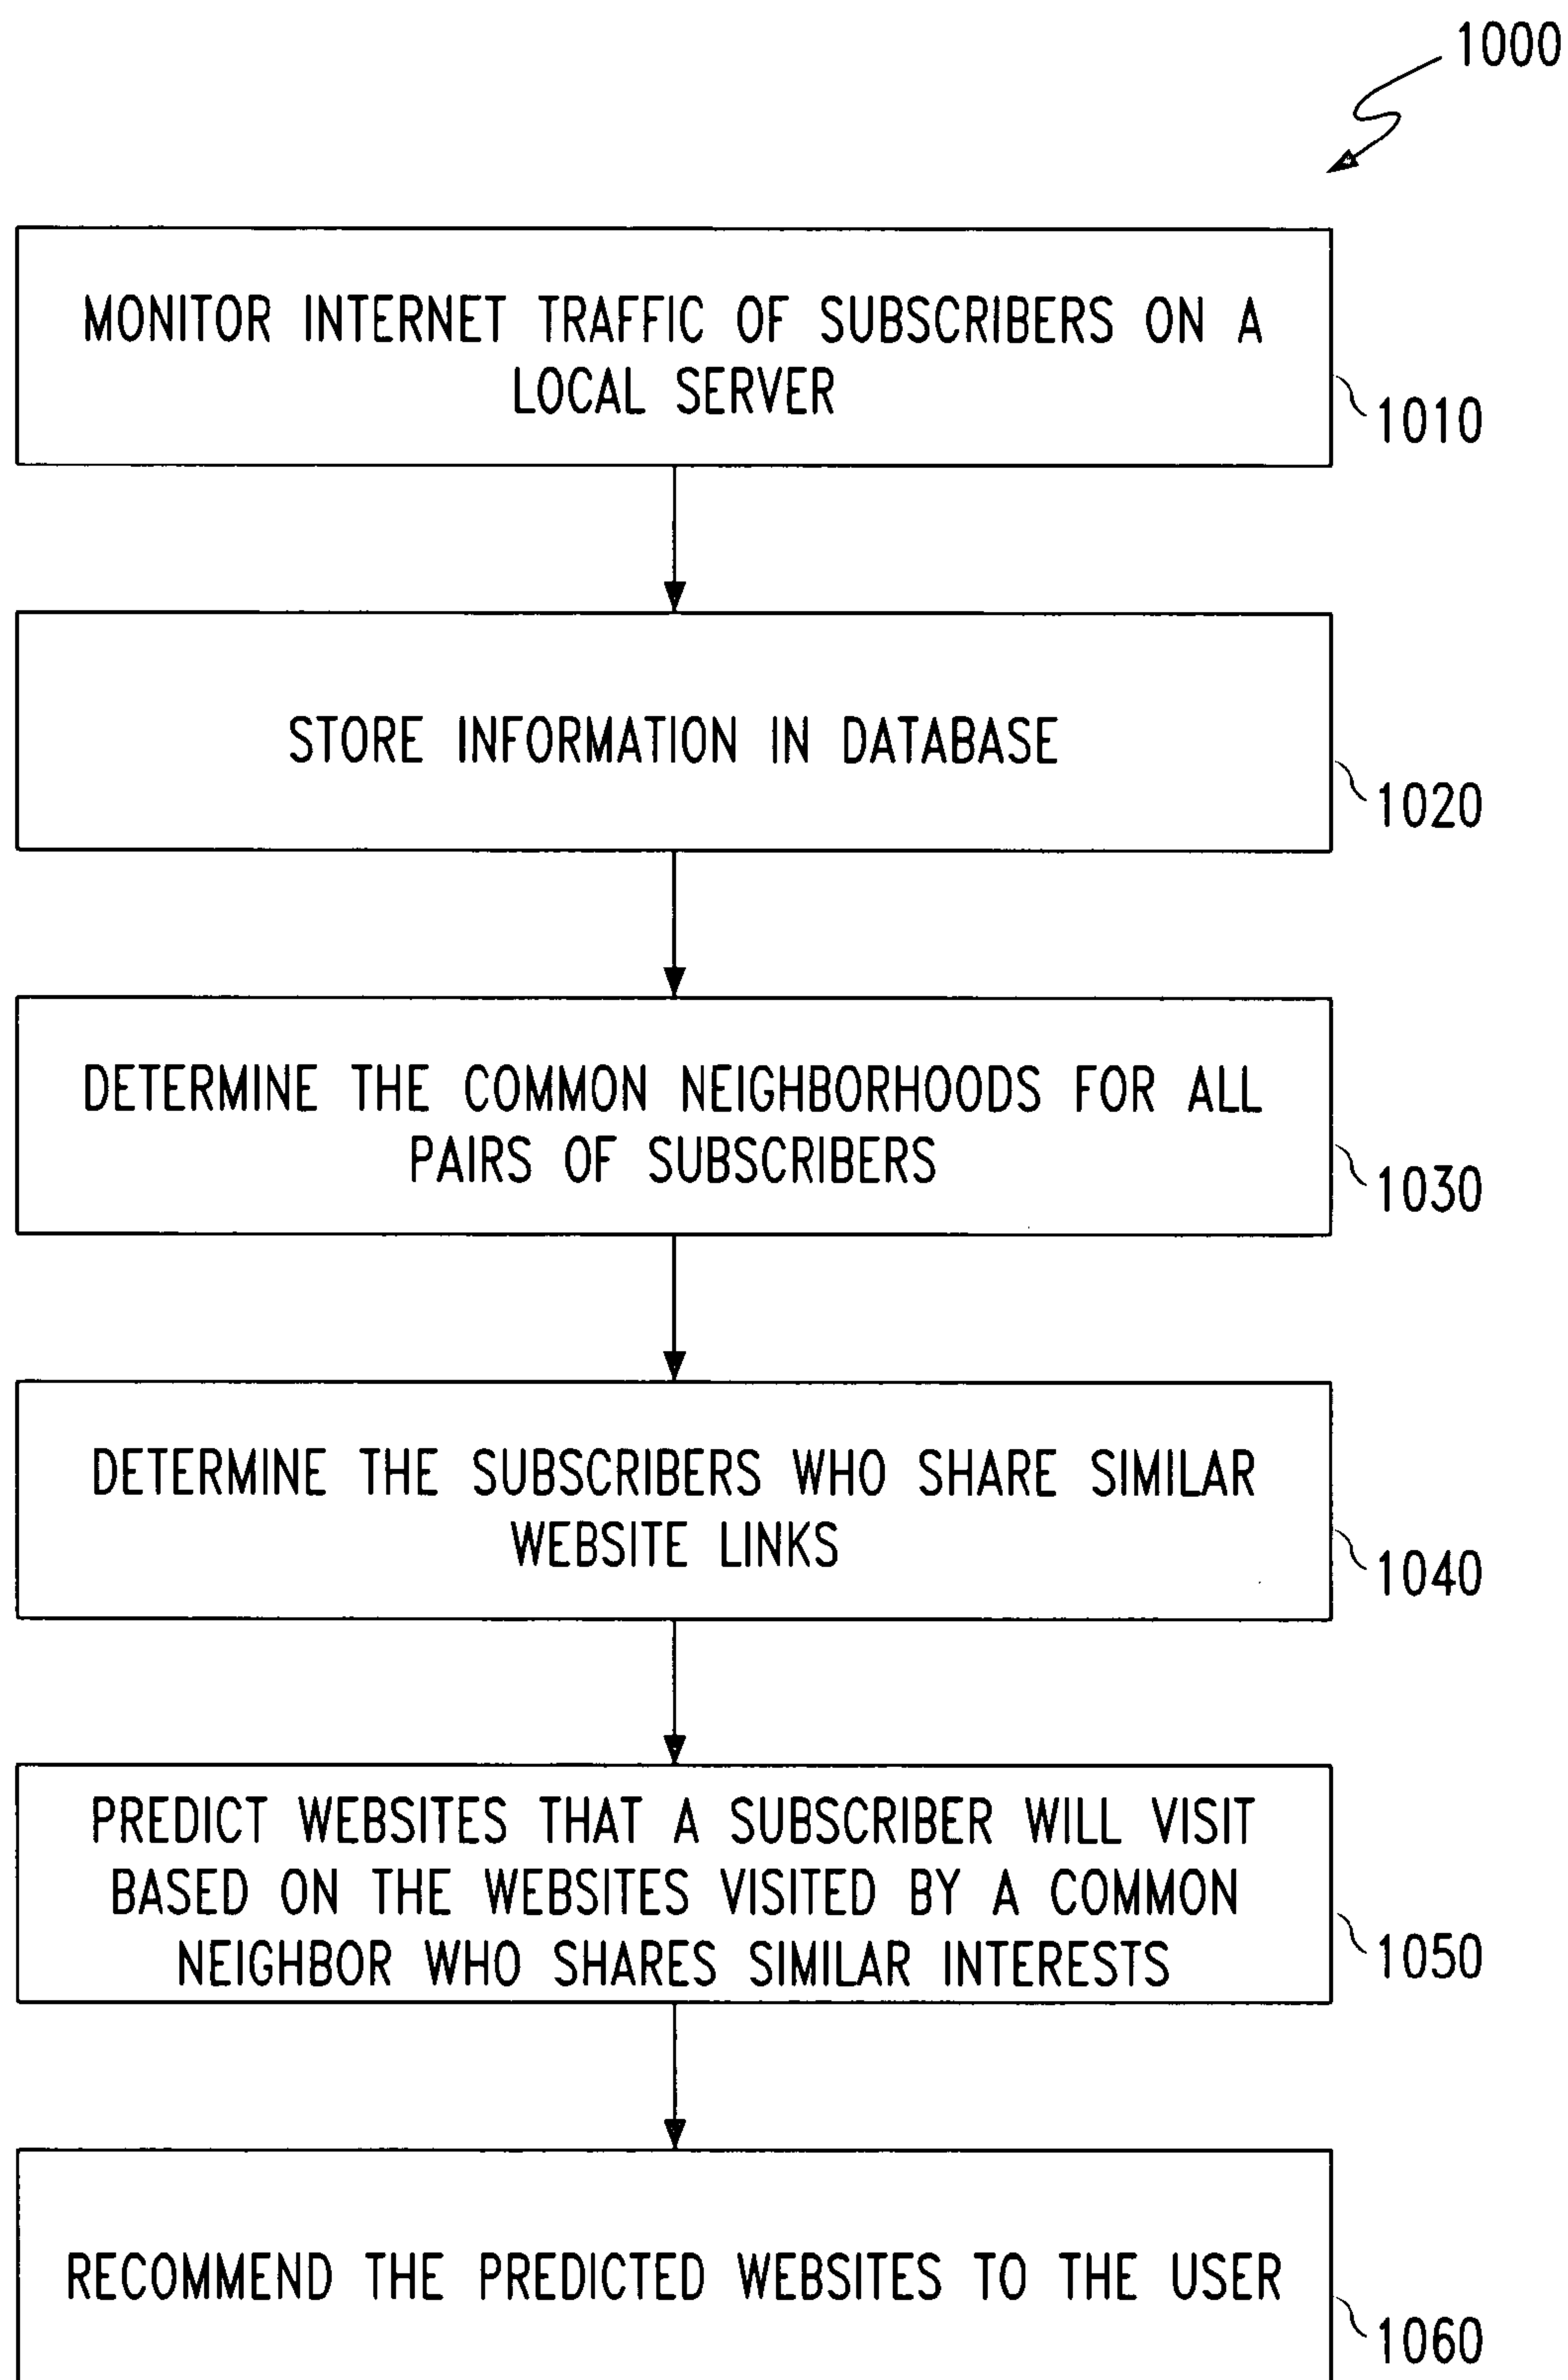 1000
MONITOR INTERNET TRAFFIC OF SUBSCRIBERS ON A
LOCAL SERVER
1010
STORE INFORMATION IN DATABASE
1020
DETERMINE THE COMMON NEIGHBORHOODS FOR ALL
PAIRS OF SUBSCRIBERS
1030
DETERMINE THE SUBSCRIBERS WHO SHARE SIMILAR
WEBSITE LINKS
1040
PREDICT WEBSITES THAT A SUBSCRIBER WILL VISIT
BASED ON THE WEBSITES VISITED BY A COMMON
NEIGHBOR WHO SHARES SIMILAR INTERESTS
1050
RECOMMEND THE PREDICTED WEBSITES TO THE USER
1060